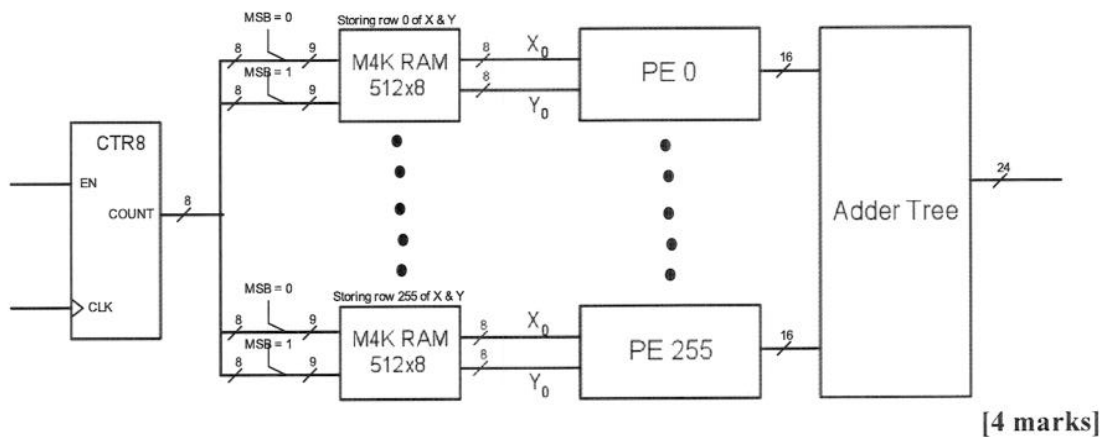 MSB = 0
Storing row 0 of X & Y
8
9
M4K RAM
512x8
8
X0
PE 0
16
MSB = 1
8
9
8
Y0
CTR8
EN
COUNT
8
CLK
Adder Tree
24
MSB = 0
Storing row 255 of X & Y
8
9
M4K RAM
512x8
8
X0
PE 255
16
MSB = 1
8
9
8
Y0
[4 marks]